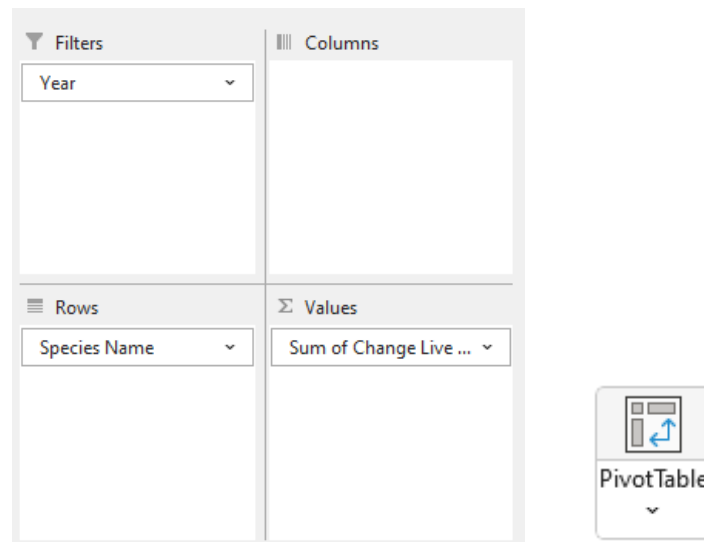 Filters
Columns
Year
Rows
Σ Values
Species Name
Sum of Change Live ...
PivotTable